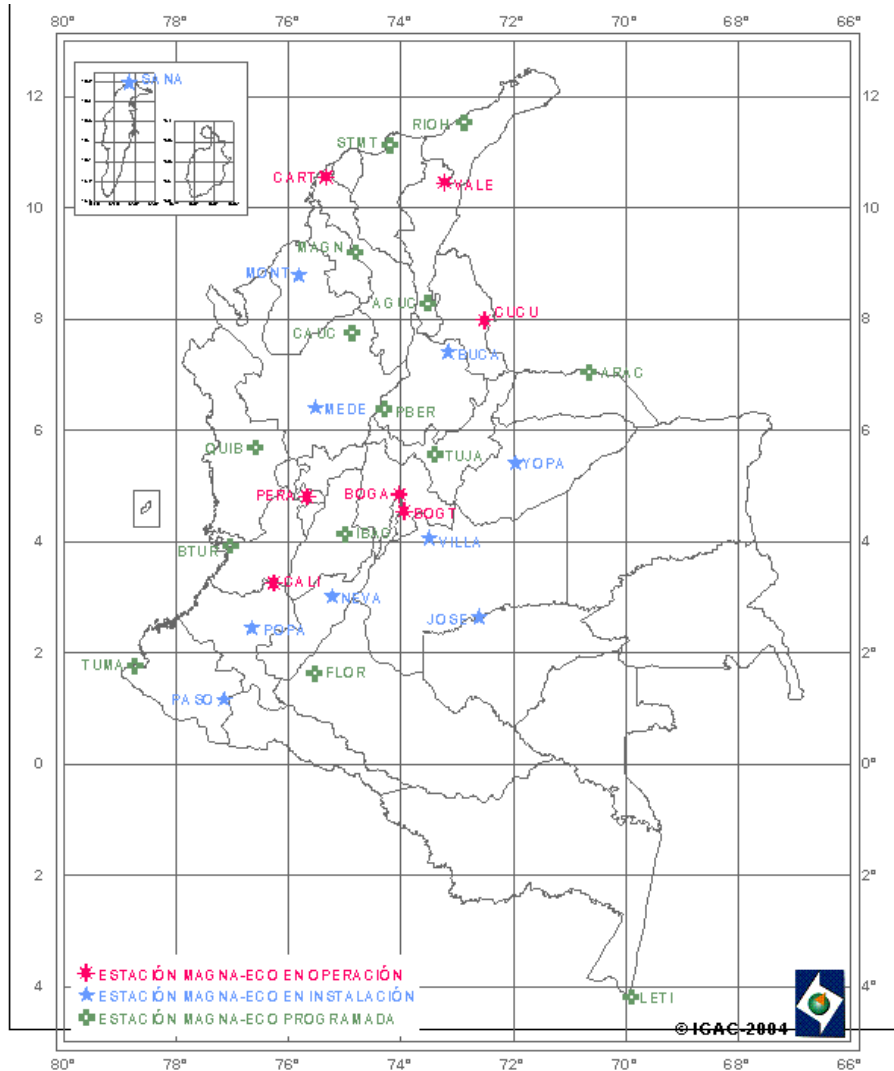 80° 78° 76° 74° 72° 70° 68° 66°
SANA
12
RIOH
STMT
CART
VALE
10
MAGN
MONT
AGUC
CUCU
8
8°
CAUC
BUCA
ARAC
MEDE
PBER
6
6°
QUIB
TUJA
YOPA
PERA
BOGA
BOGT
IBAG
4
4°
BTUR
VILLA
CALI
NEVA
JOSE
POPA
2
2°
TUMA
FLOR
PASO
0
0°
2
2°
ESTACIÓN MAGNA-ECO EN OPERACIÓN
ESTACIÓN MAGNA-ECO EN INSTALACIÓN
4
4°
LETI
ESTACIÓN MAGNA-ECO PROGRAMADA
© IGAC-2004
80° 78° 76° 74° 72° 70° 68° 66°